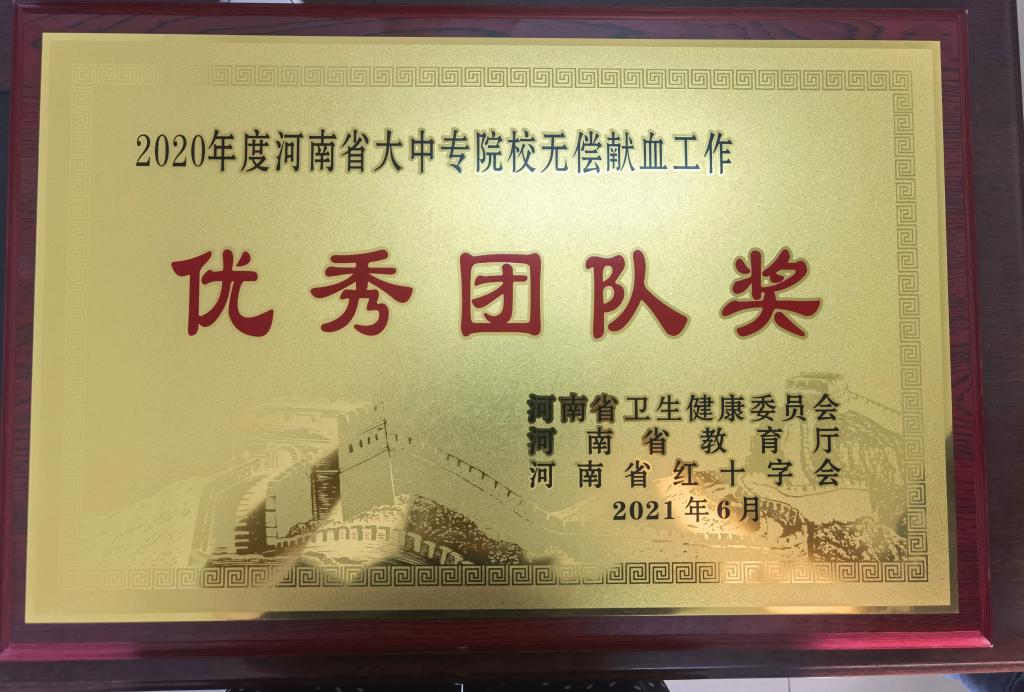 2020年度河南省大中专院校无偿献血工作
优秀团队奖
河南省卫生健康委员会
河南省教育厅
河南省红十字会
2021年6月